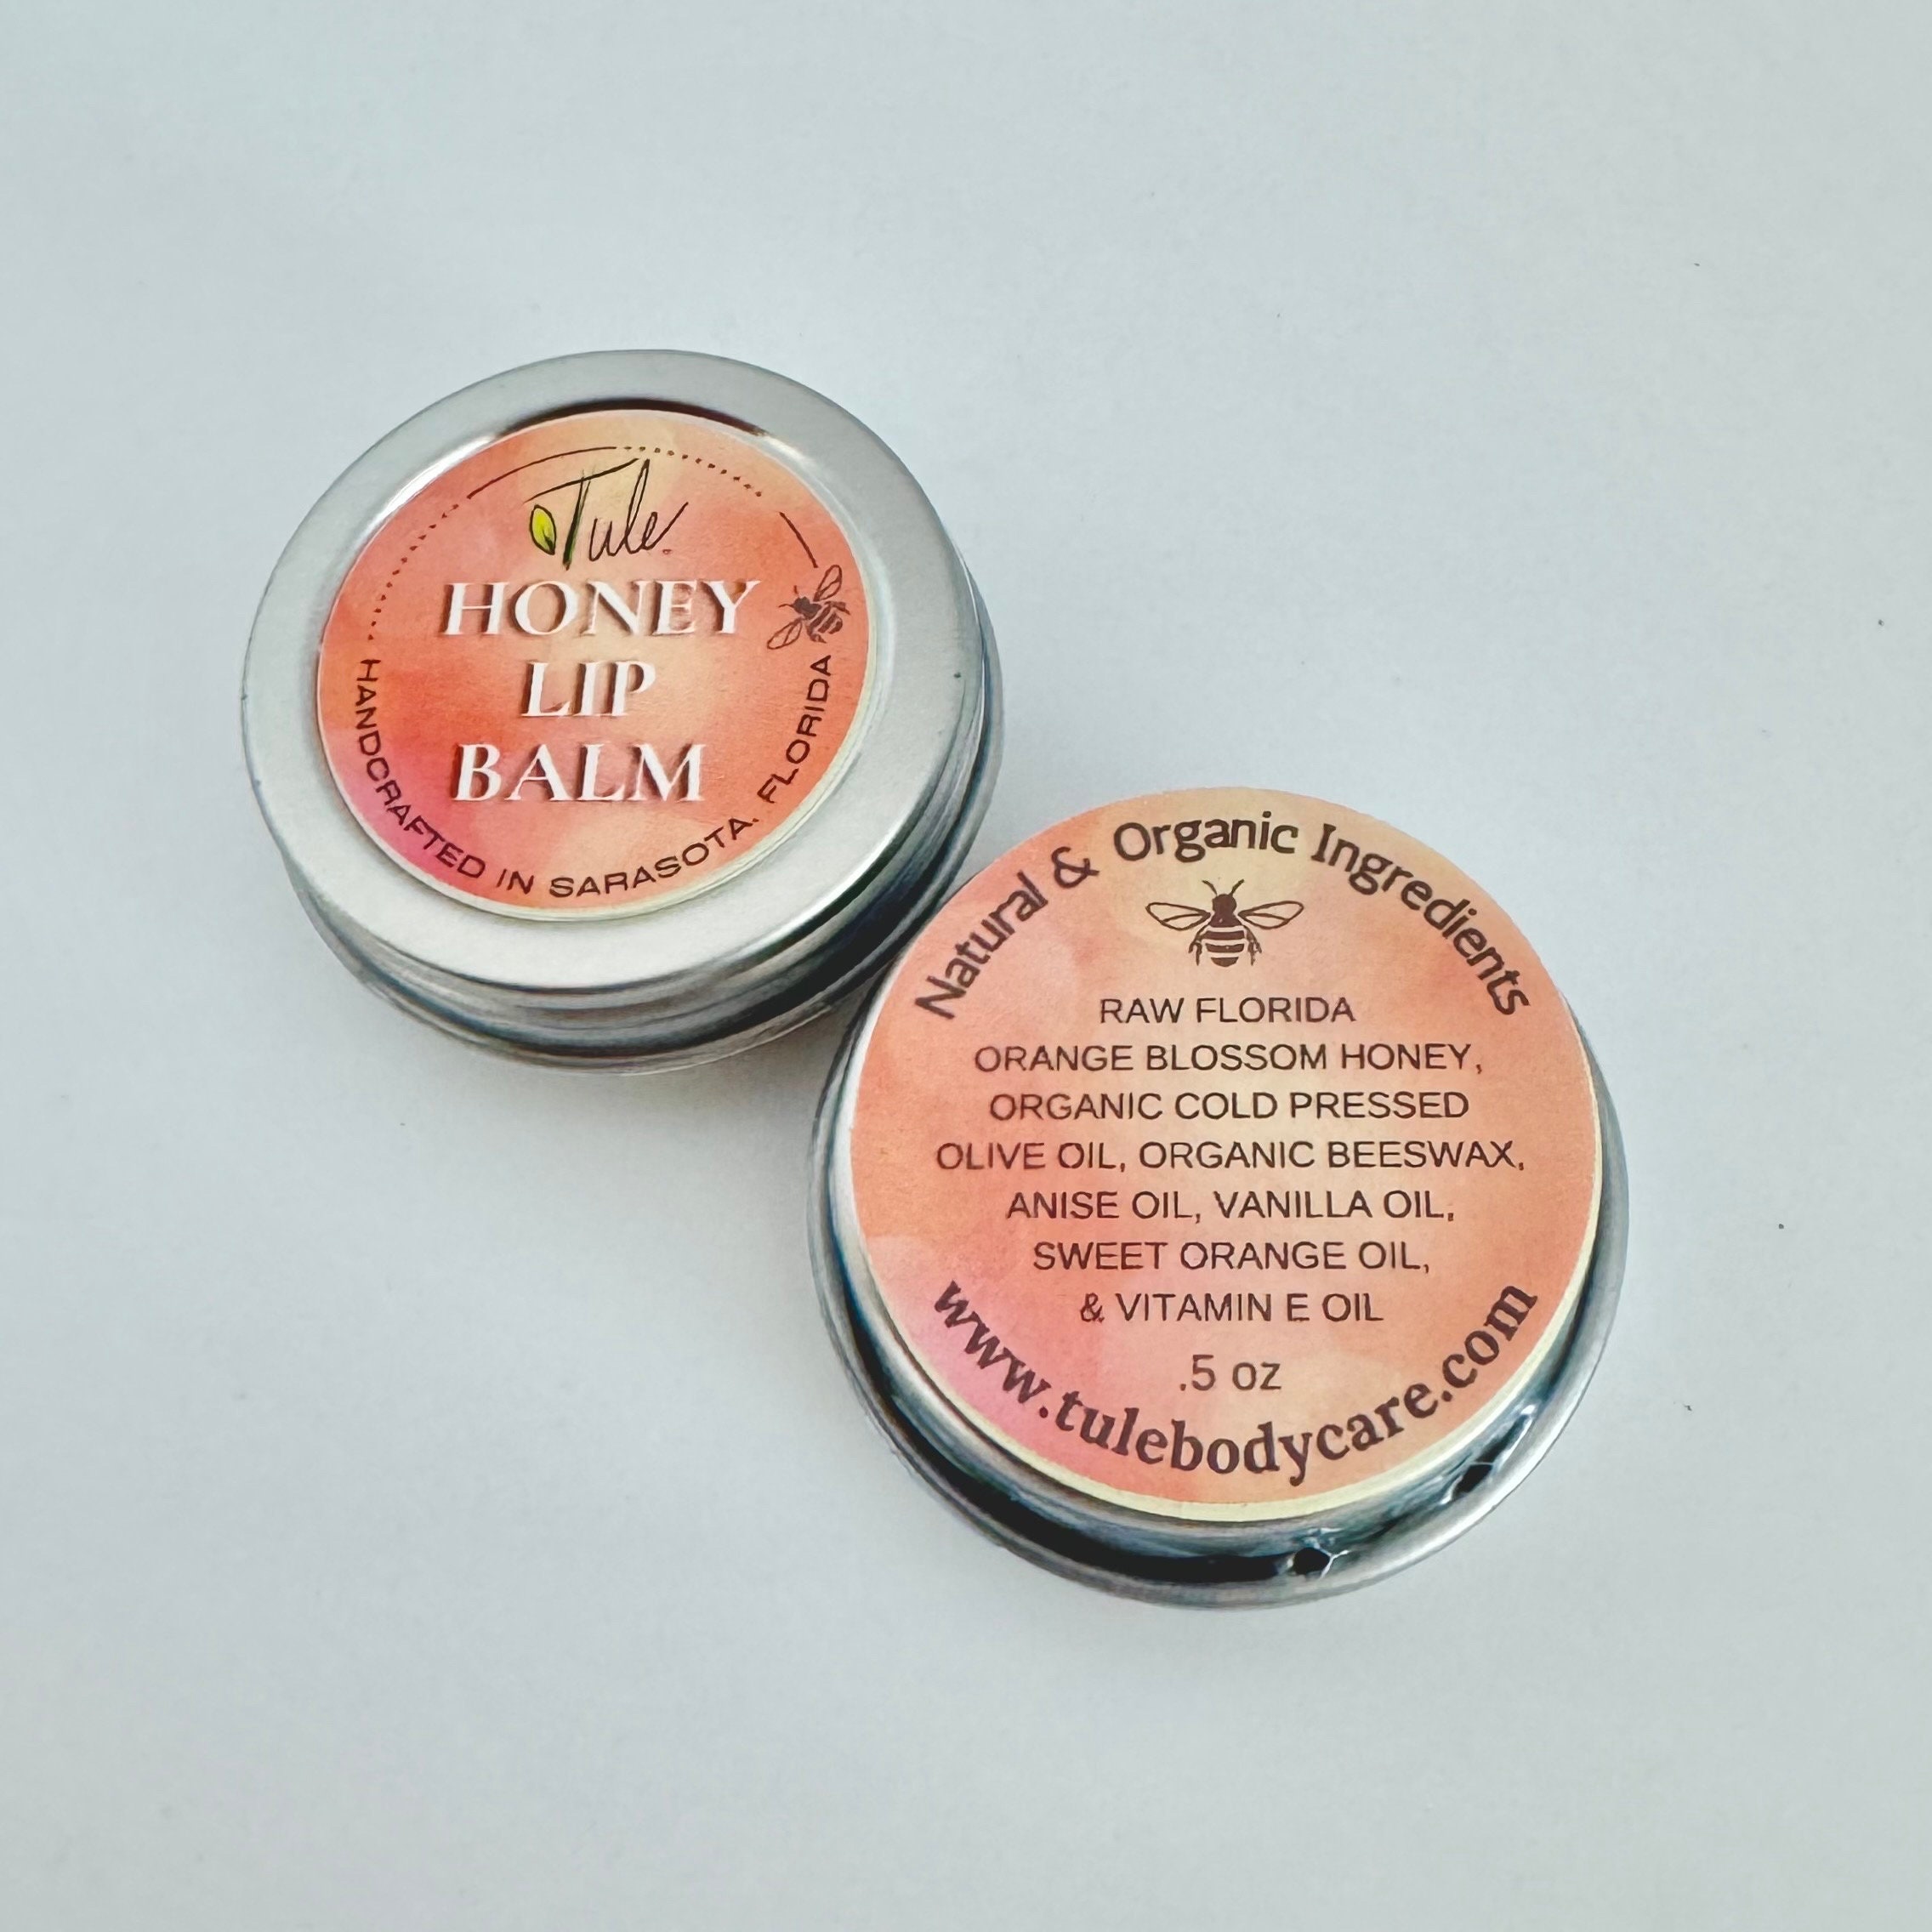 Tule
HONEY
LIP
BALM
HANDCRAFTED IN SARASOTA, FLORIDA
Natural & Organic Ingredients
RAW FLORIDA
ORANGE BLOSSOM HONEY,
ORGANIC COLD PRESSED
OLIVE OIL, ORGANIC BEESWAX,
ANISE OIL, VANILLA OIL,
SWEET ORANGE OIL,
& VITAMIN E OIL
.5 oz
www.tulebodycare.com